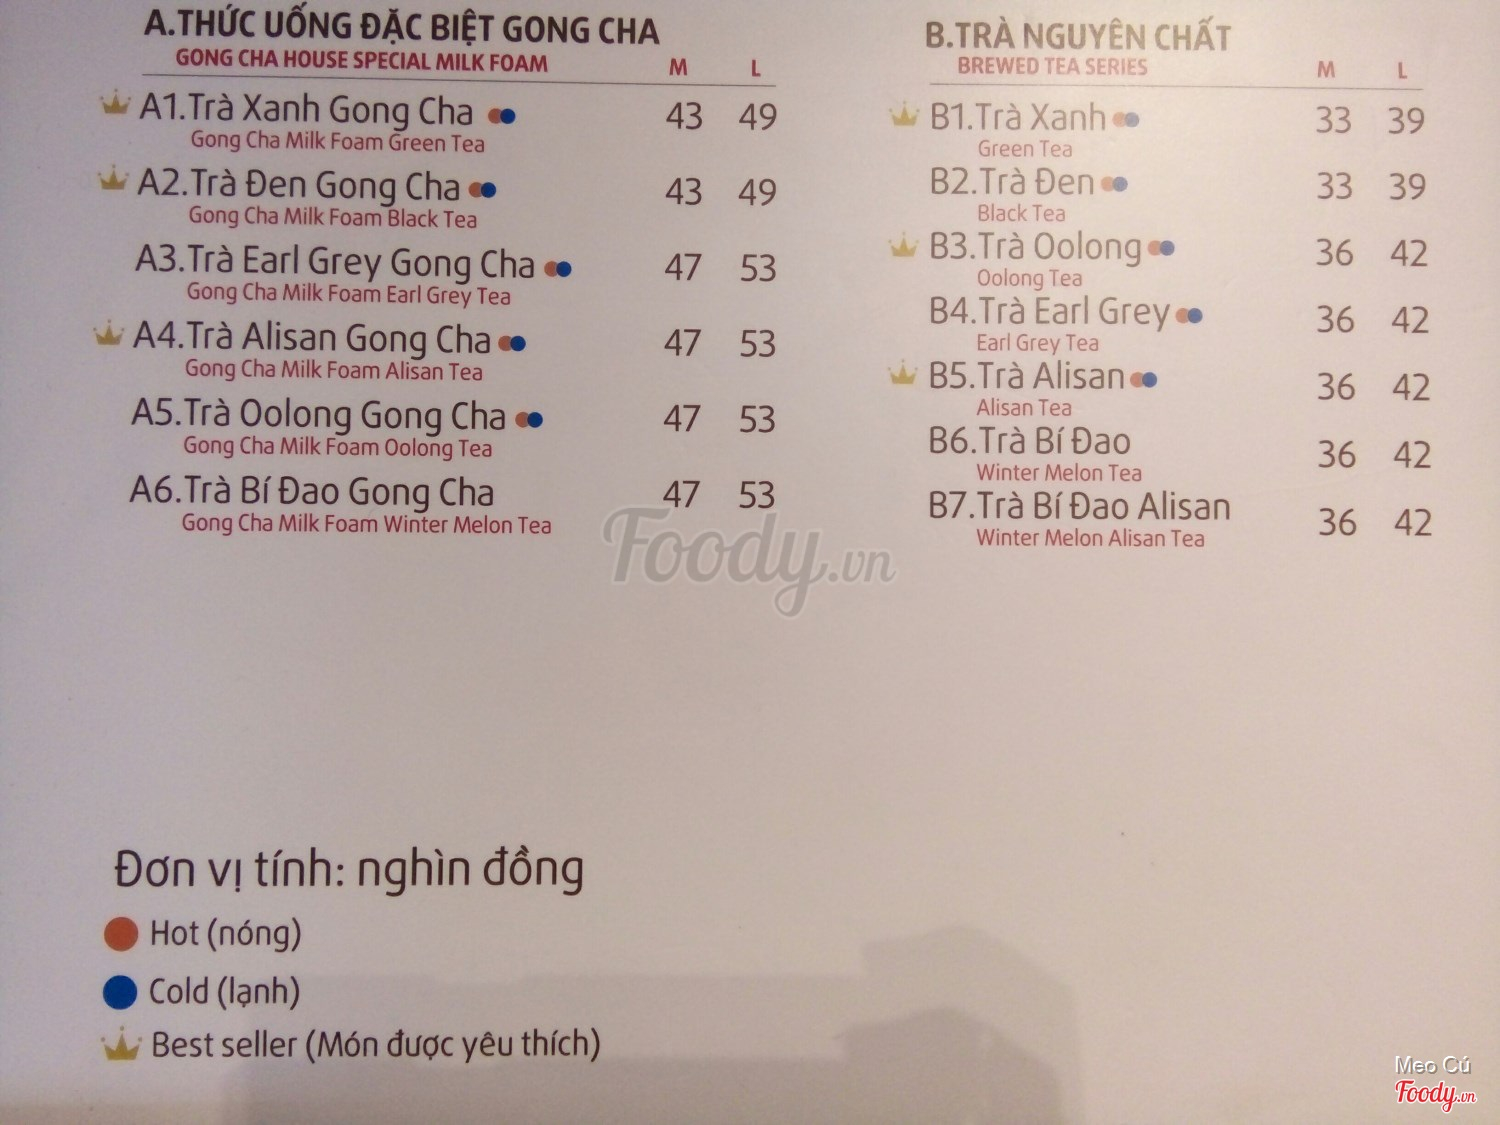 A.THỨC UỐNG ĐẶC BIỆT GONG CHA
GONG CHA HOUSE SPECIAL MILK FOAM M L
A1.Trà Xanh Gong Cha 43 49
Gong Cha Milk Foam Green Tea
A2.Trà Đen Gong Cha 43 49
Gong Cha Milk Foam Black Tea
A3.Trà Earl Grey Gong Cha 47 53
Gong Cha Milk Foam Earl Grey Tea
A4.Trà Alisan Gong Cha 47 53
Gong Cha Milk Foam Alisan Tea
A5.Trà Oolong Gong Cha 47 53
Gong Cha Milk Foam Oolong Tea
A6.Trà Bí Đao Gong Cha 47 53
Gong Cha Milk Foam Winter Melon Tea
B.TRÀ NGUYÊN CHẤT
BREWED TEA SERIES M L
B1.Trà Xanh 33 39
Green Tea
B2.Trà Đen 33 39
Black Tea
B3.Trà Oolong 36 42
Oolong Tea
B4.Trà Earl Grey 36 42
Earl Grey Tea
B5.Trà Alisan 36 42
Alisan Tea
B6.Trà Bí Đao 36 42
Winter Melon Tea
B7.Trà Bí Đao Alisan 36 42
Winter Melon Alisan Tea
Foody.vn
Đơn vị tính: nghìn đồng
Hot (nóng)
Cold (lạnh)
Best seller (Món được yêu thích)
Mẹo Cú
Foody.vn